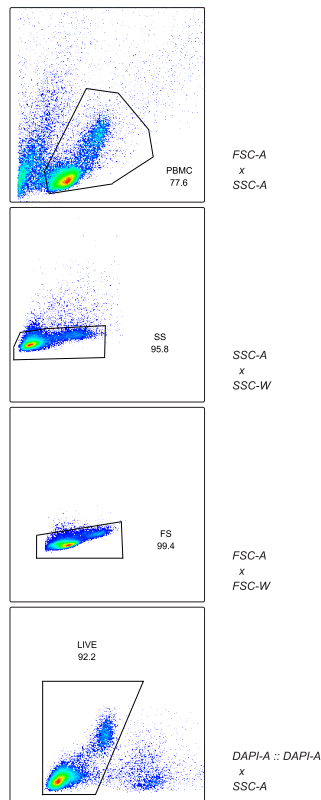 PBMC
77.6
FSC-A
x
SSC-A
SS
95.8
SSC-A
x
SSC-W
FS
99.4
FSC-A
x
FSC-W
LIVE
92.2
DAPI-A :: DAPI-A
x
SSC-A